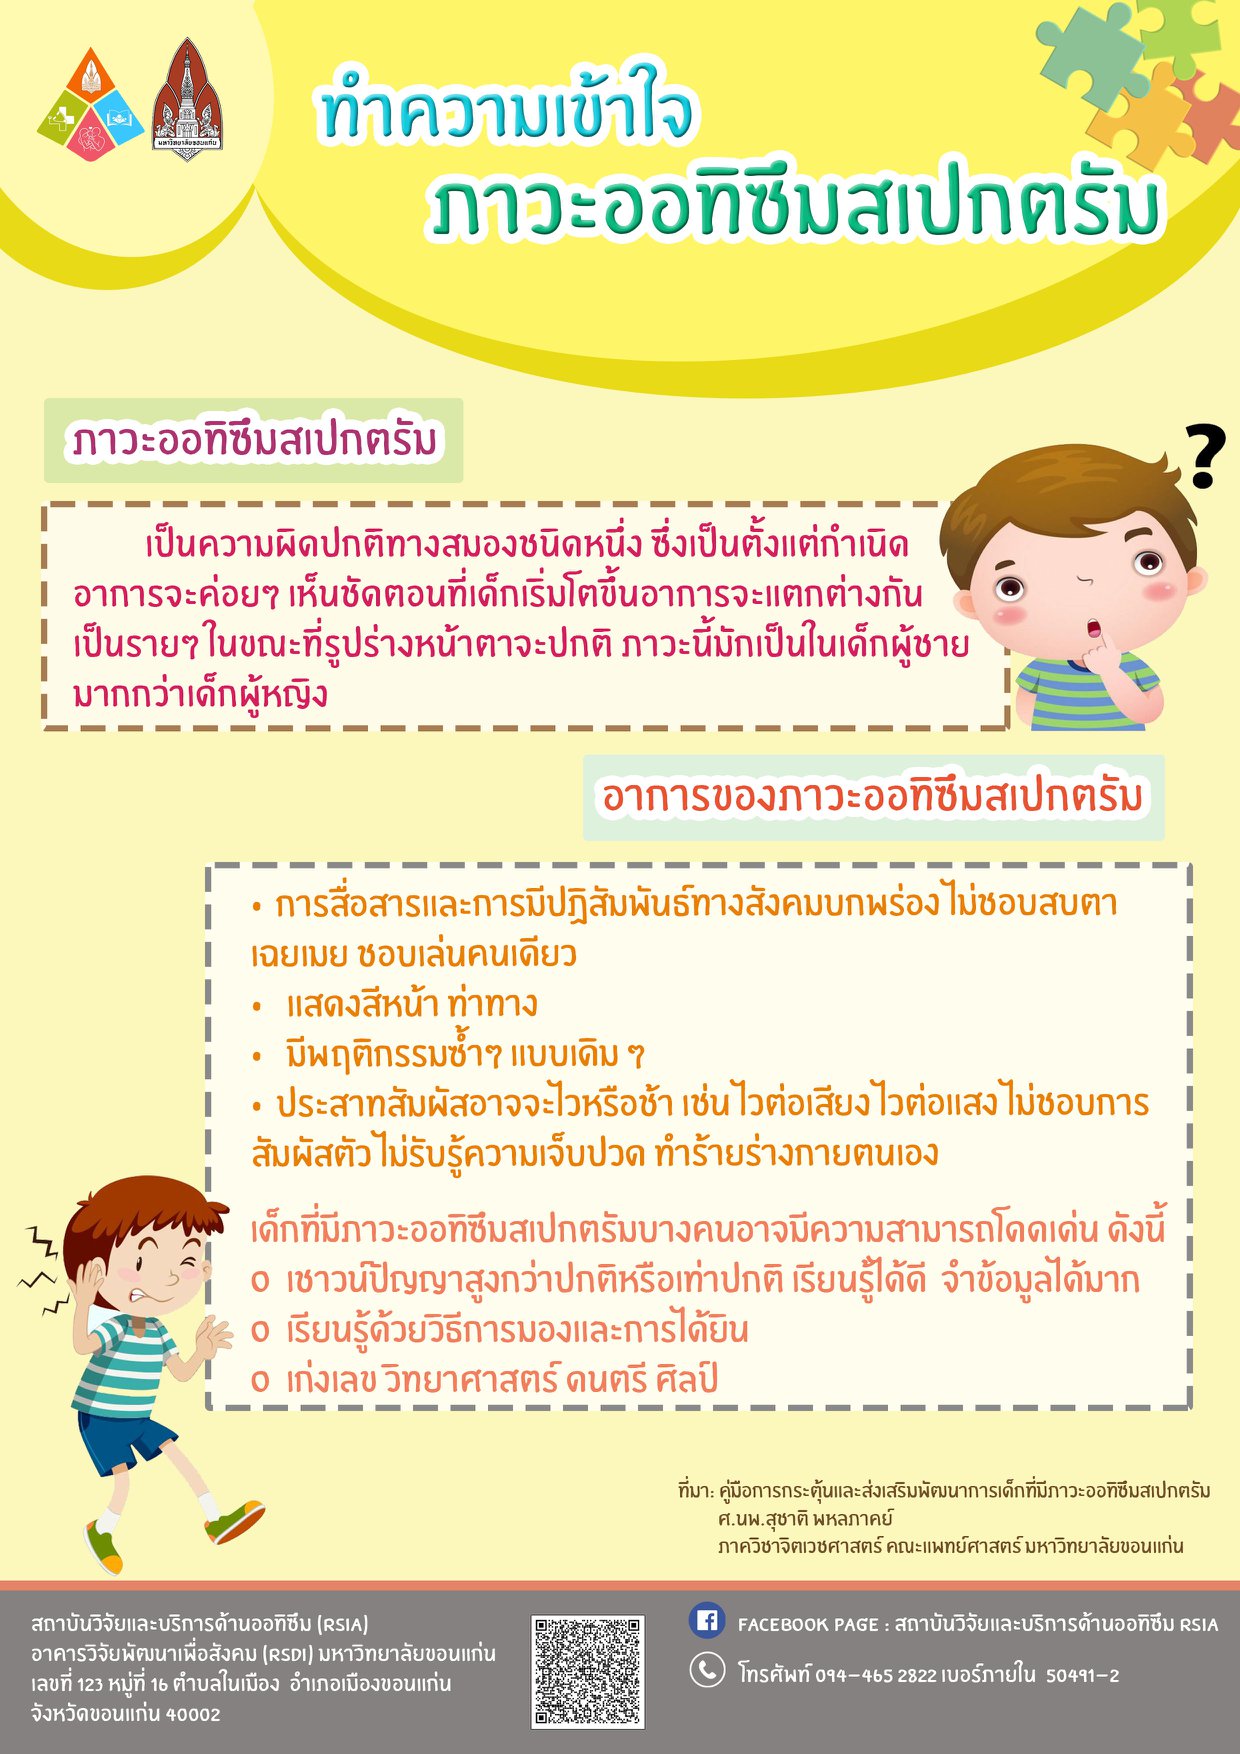 มหาวิทยาลัยขอนแก่น
ทำความเข้าใจ
ภาวะออทิซึมสเปกตรัม
ภาวะออทิซึมสเปกตรัม
?
เป็นความผิดปกติทางสมองชนิดหนึ่ง ซึ่งเป็นตั้งแต่กำเนิด
อาการจะค่อยๆ เห็นชัดตอนที่เด็กเริ่มโตขึ้นอาการจะแตกต่างกัน
เป็นรายๆ ในขณะที่รูปร่างหน้าตาจะปกติ ภาวะนี้มักเป็นในเด็กผู้ชาย
มากกว่าเด็กผู้หญิง
อาการของภาวะออทิซึมสเปกตรัม
• การสื่อสารและการมีปฏิสัมพันธ์ทางสังคมบกพร่อง ไม่ชอบสบตา
เฉยเมย ชอบเล่นคนเดียว
• แสดงสีหน้า ท่าทาง
• มีพฤติกรรมซ้ำๆ แบบเดิม ๆ
• ประสาทสัมผัสอาจจะไวหรือช้า เช่น ไวต่อเสียง ไวต่อแสง ไม่ชอบการ
สัมผัสตัว ไม่รับรู้ความเจ็บปวด ทำร้ายร่างกายตนเอง
เด็กที่มีภาวะออทิซึมสเปกตรัมบางคนอาจมีความสามารถโดดเด่น ดังนี้
o เชาวน์ปัญญาสูงกว่าปกติหรือเท่าปกติ เรียนรู้ได้ดี จำข้อมูลได้มาก
o เรียนรู้ด้วยวิธีการมองและการได้ยิน
o เก่งเลข วิทยาศาสตร์ ดนตรี ศิลป์
ที่มา: คู่มือการกระตุ้นและส่งเสริมพัฒนาการเด็กที่มีภาวะออทิซึมสเปกตรัม
ศ.นพ.สุชาติ พหลภาคย์
ภาควิชาจิตเวชศาสตร์ คณะแพทย์ศาสตร์ มหาวิทยาลัยขอนแก่น
สถาบันวิจัยและบริการด้านออทิซึม (RSIA)
อาคารวิจัยพัฒนาเพื่อสังคม (RSDI) มหาวิทยาลัยขอนแก่น
เลขที่ 123 หมู่ที่ 16 ตำบลในเมือง อำเภอเมืองขอนแก่น
จังหวัดขอนแก่น 40002
FACEBOOK PAGE : สถาบันวิจัยและบริการด้านออทิซึม RSIA
โทรศัพท์ 094-465 2822 เบอร์ภายใน 50491-2